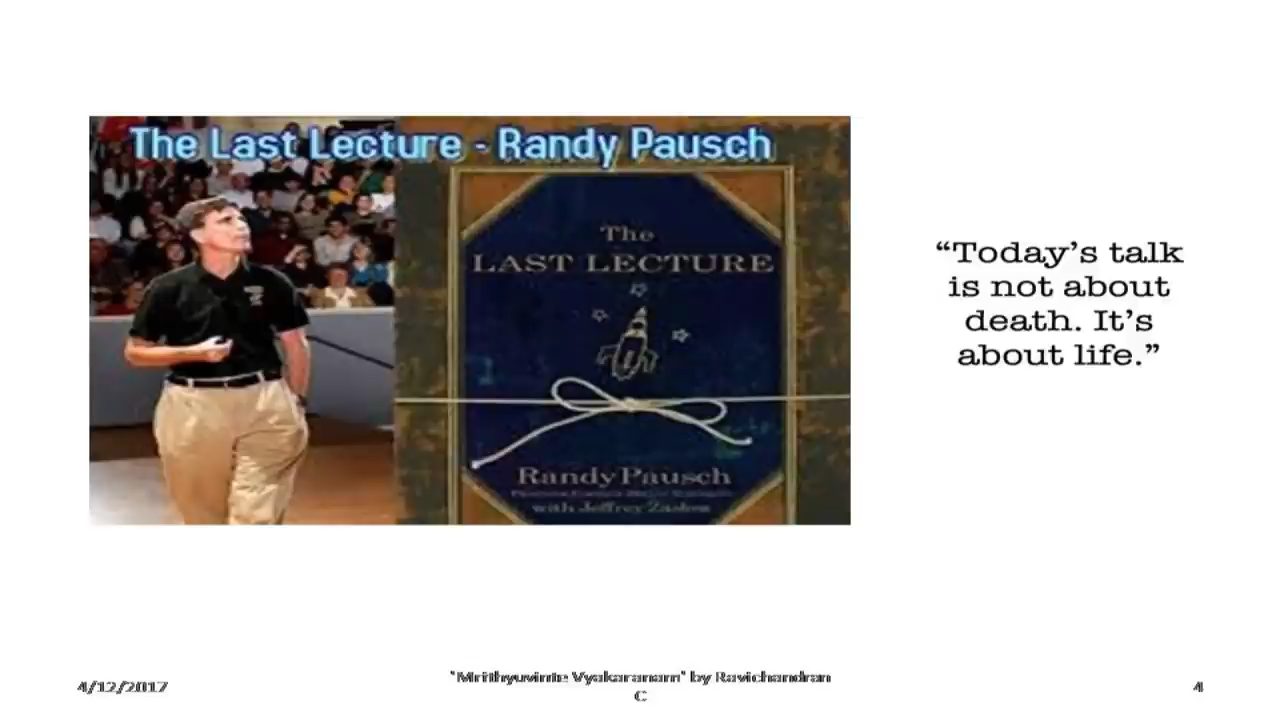 The Last Lecture - Randy Pausch
The
LAST LECTURE
Randy Pausch
with Jeffrey Zaslow
“Today’s talk
is not about
death. It’s
about life.”
4/12/2017
"Mrithyuvinte Vyakaranam" by Ravichandran
C
4